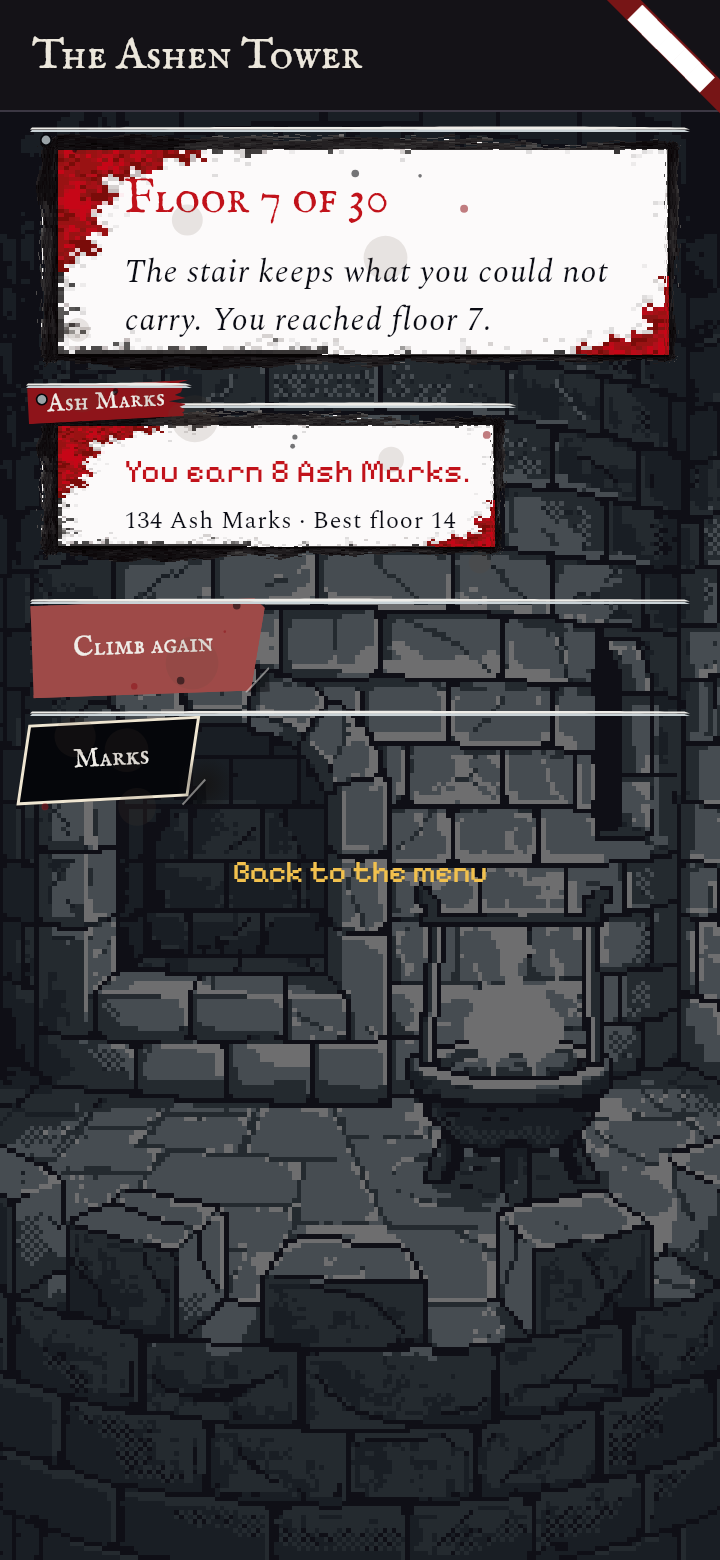 The Ashen Tower
Floor 7 of 30
The stair keeps what you could not
carry. You reached floor 7.
Ash Marks
You earn 8 Ash Marks.
134 Ash Marks · Best floor 14
Climb again
Marks
Back to the menu